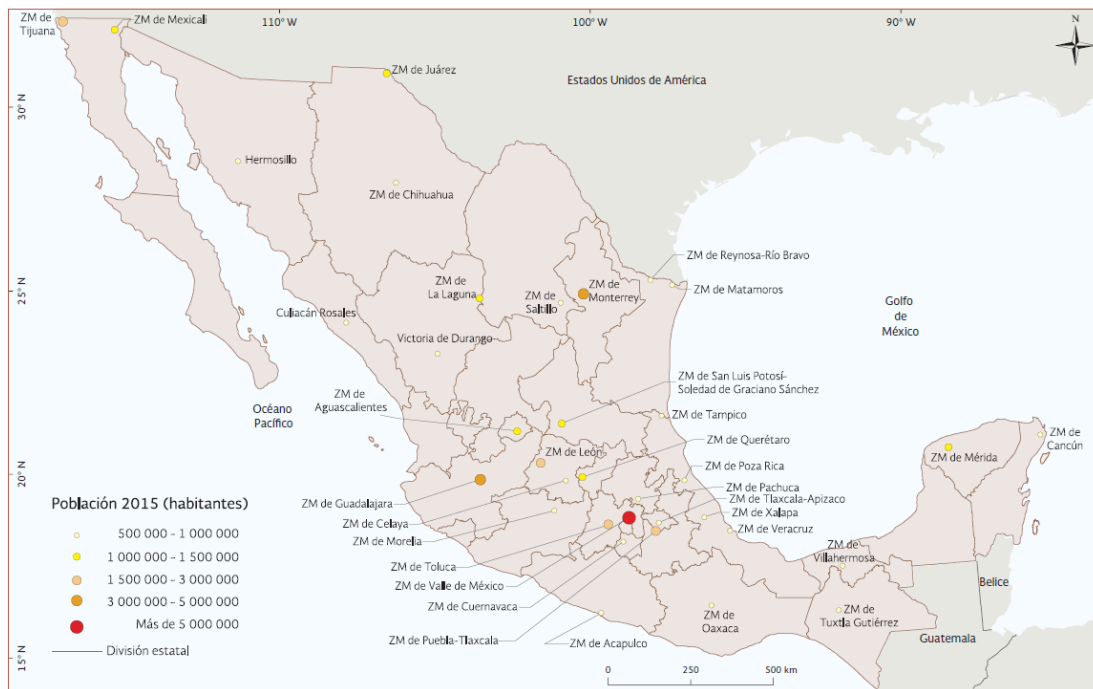 ZM de
Tijuana
ZM de Mexicali
110° N
100° N
90° N
N
ZM de Juárez
Estados Unidos de América
30° N
Hermosillo
ZM de Chihuahua
ZM de Reynosa-Río Bravo
25° N
ZM de
La Laguna
ZM de
Saltillo
ZM de
Monterrey
ZM de Matamoros
Golfo
de
México
Culiacán Rosales
Victoria de Durango
ZM de San Luis Potosí-
Soledad de Graciano Sánchez
ZM de
Aguascalientes
Océano
Pacífico
ZM de Tampico
ZM de Querétaro
ZM de
Cancún
ZM de León
ZM de Mérida
20° N
ZM de Poza Rica
ZM de Pachuca
ZM de Tlaxcala-Apizaco
ZM de Xalapa
ZM de Veracruz
ZM de Guadalajara
ZM de Celaya
ZM de Morelia
ZM de Toluca
ZM de Valle de México
ZM de Cuernavaca
ZM de Puebla-Tlaxcala
ZM de Acapulco
ZM de
Oaxaca
ZM de
Villahermosa
ZM de
Tuxtla Gutiérrez
Belice
Guatemala
Población 2015 (habitantes)
500 000 – 1 000 000
1 000 000 – 1 500 000
1 500 000 – 3 000 000
3 000 000 – 5 000 000
Más de 5 000 000
División estatal
15° N
0 250 500 km